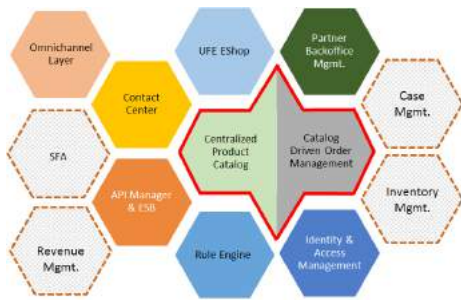 Omnichannel
Layer
UFE EShop
Partner
Backoffice
Mgmt.
Contact
Center
Case
Mgmt.
SFA
Centralized
Product
Catalog
Catalog
Driven Order
Management
API Manager
& ESB
Inventory
Mgmt.
Revenue
Mgmt.
Rule Engine
Identity &
Access
Management